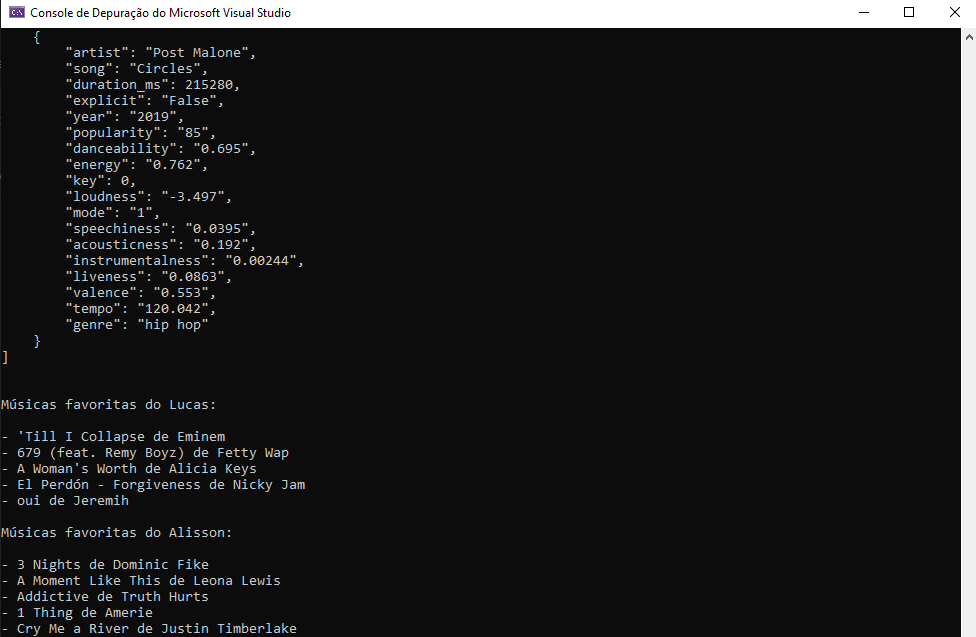 C:\ Console de Depuração do Microsoft Visual Studio
{
"artist": "Post Malone",
"song": "Circles",
"duration_ms": 215280,
"explicit": "False",
"year": "2019",
"popularity": "85",
"danceability": "0.695",
"energy": "0.762",
"key": 0,
"loudness": "-3.497",
"mode": "1",
"speechiness": "0.0395",
"acousticness": "0.192",
"instrumentalness": "0.00244",
"liveness": "0.0863",
"valence": "0.553",
"tempo": "120.042",
"genre": "hip hop"
}
]
Músicas favoritas do Lucas:
- 'Till I Collapse de Eminem
- 679 (feat. Remy Boyz) de Fetty Wap
- A Woman's Worth de Alicia Keys
- El Perdón - Forgiveness de Nicky Jam
- oui de Jeremih
Músicas favoritas do Alisson:
- 3 Nights de Dominic Fike
- A Moment Like This de Leona Lewis
- Addictive de Truth Hurts
- 1 Thing de Amerie
- Cry Me a River de Justin Timberlake